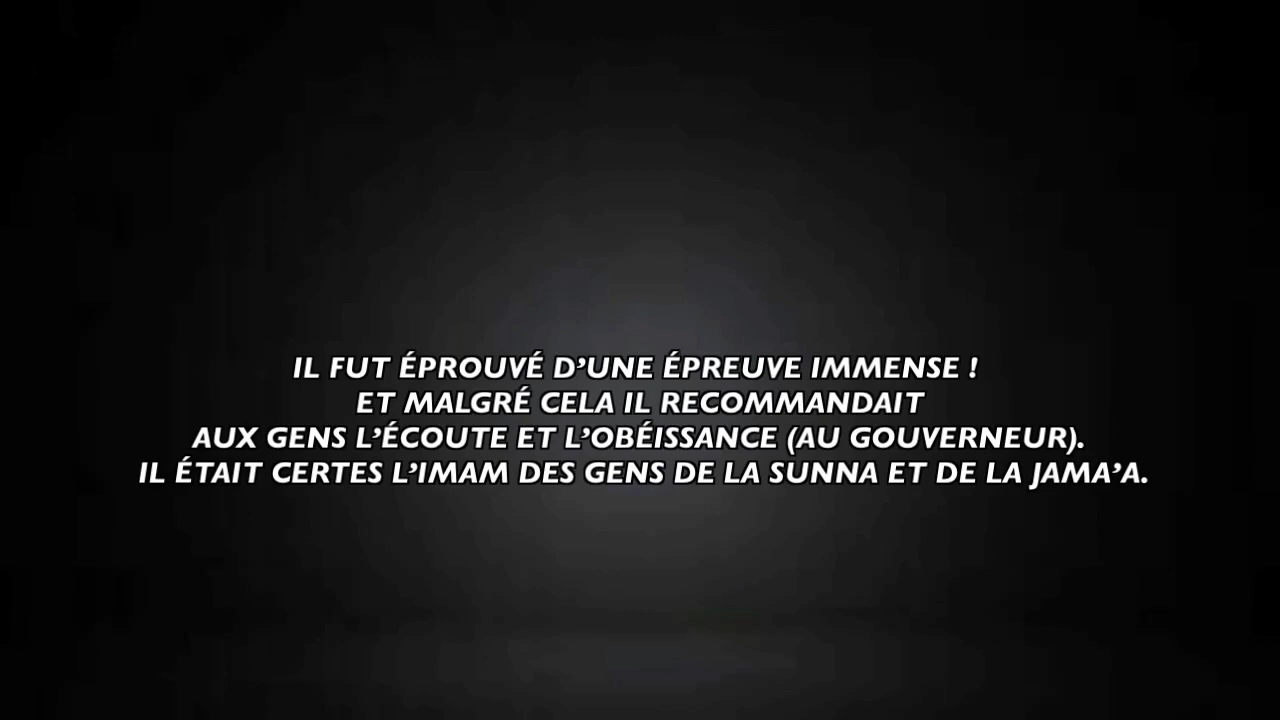 IL FUT ÉPROUVÉ D’UNE ÉPREUVE IMMENSE !
ET MALGRÉ CELA IL RECOMMANDAIT
AUX GENS L’ÉCOUTE ET L’OBÉISSANCE (AU GOUVERNEUR).
IL ÉTAIT CERTES L’IMAM DES GENS DE LA SUNNA ET DE LA JAMA’A.